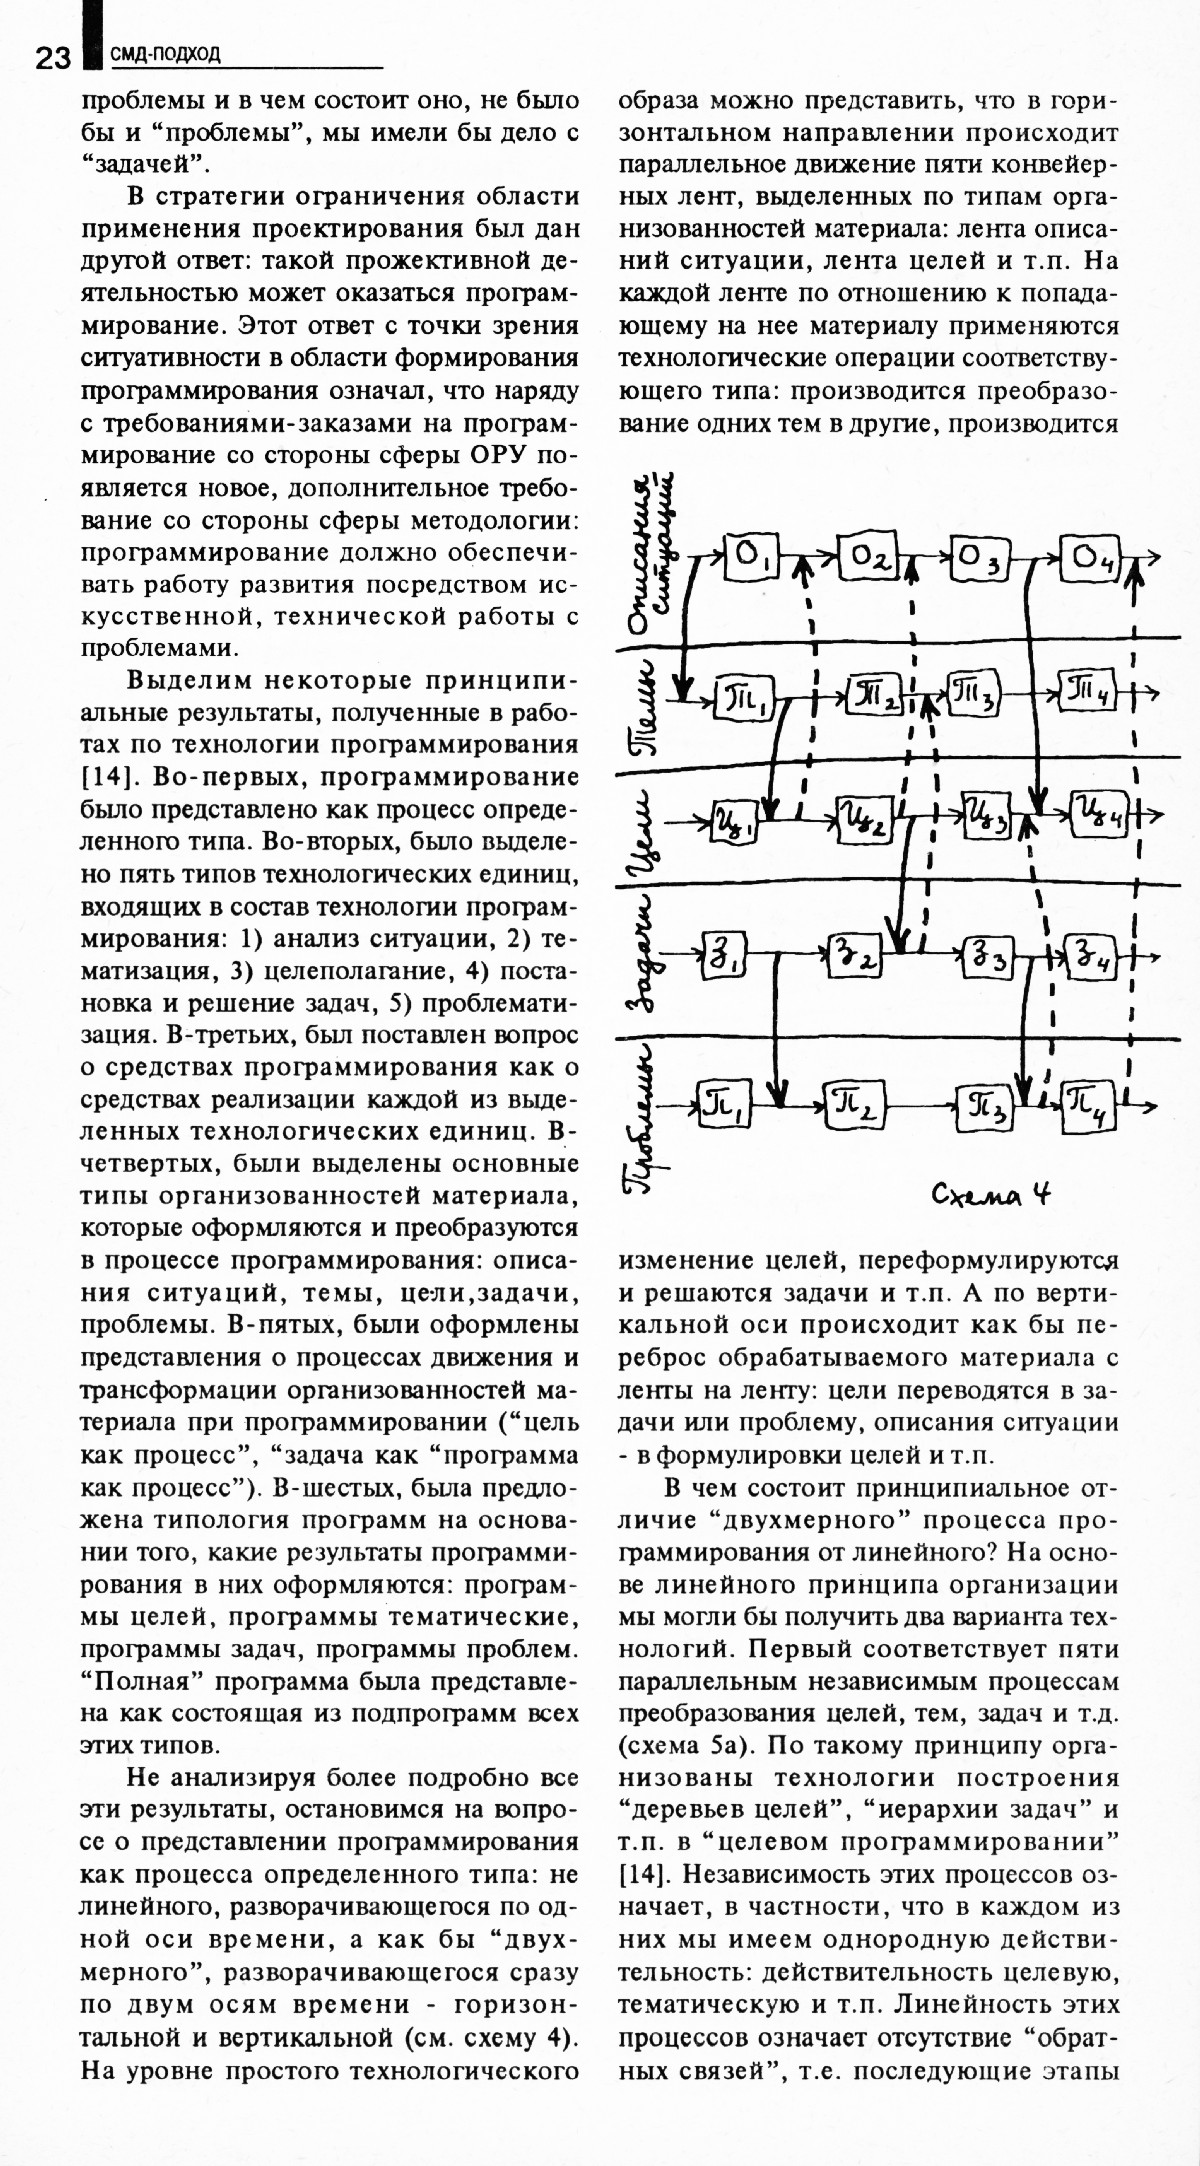 23
СМД-ПОДХОД
проблемы и в чем состоит оно, не было
бы и “проблемы”, мы имели бы дело с
“задачей”.
В стратегии ограничения области
применения проектирования был дан
другой ответ: такой прожективной де-
ятельностью может оказаться програм-
мирование. Этот ответ с точки зрения
ситуативности в области формирования
программирования означал, что наряду
с требованиями-заказами на програм-
мирование со стороны сферы ОРУ по-
является новое, дополнительное требо-
вание со стороны сферы методологии:
программирование должно обеспечи-
вать работу развития посредством ис-
кусственной, технической работы с
проблемами.
Выделим некоторые принципи-
альные результаты, полученные в рабо-
тах по технологии программирования
[14]. Во-первых, программирование
было представлено как процесс опреде-
ленного типа. Во-вторых, было выделе-
но пять типов технологических единиц,
входящих в состав технологии програм-
мирования: 1) анализ ситуации, 2) те-
матизация, 3) целеполагание, 4) поста-
новка и решение задач, 5) проблемати-
зация. В-третьих, был поставлен вопрос
о средствах программирования как о
средствах реализации каждой из выде-
ленных технологических единиц. В-
четвертых, были выделены основные
типы организованностей материала,
которые оформляются и преобразуются
в процессе программирования: описа-
ния ситуаций, темы, цели,задачи,
проблемы. В-пятых, были оформлены
представления о процессах движения и
трансформации организованностей ма-
териала при программировании (“цель
как процесс”, “задача как “программа
как процесс”). В-шестых, была предло-
жена типология программ на основа-
нии того, какие результаты программи-
рования в них оформляются: програм-
мы целей, программы тематические,
программы задач, программы проблем.
“Полная” программа была представле-
на как состоящая из подпрограмм всех
этих типов.
Не анализируя более подробно все
эти результаты, остановимся на вопро-
се о представлении программирования
как процесса определенного типа: не
линейного, разворачивающегося по од-
ной оси времени, а как бы “двух-
мерного”, разворачивающегося сразу
по двум осям времени - горизон-
тальной и вертикальной (см. схему 4).
На уровне простого технологического
образа можно представить, что в гори-
зонтальном направлении происходит
параллельное движение пяти конвейер-
ных лент, выделенных по типам орга-
низованностей материала: лента описа-
ний ситуации, лента целей и т.п. На
каждой ленте по отношению к попада-
ющему на нее материалу применяются
технологические операции соответству-
ющего типа: производится преобразо-
вание одних тем в другие, производится
Описания
ситуаций
О1 О2 О3 О4
Темы
Т1 Т2 Т3 Т4
Цели
Ц1 Ц2 Ц3 Ц4
Задачи
З1 З2 З3 З4
Проблемы
П1 П2 П3 П4
Схема 4
изменение целей, переформулируются
и решаются задачи и т.п. А по верти-
кальной оси происходит как бы пе-
реброс обрабатываемого материала с
ленты на ленту: цели переводятся в за-
дачи или проблему, описания ситуации
- в формулировки целей и т.п.
В чем состоит принципиальное от-
личие “двухмерного” процесса про-
граммирования от линейного? На осно-
ве линейного принципа организации
мы могли бы получить два варианта тех-
нологий. Первый соответствует пяти
параллельным независимым процессам
преобразования целей, тем, задач и т.д.
(схема 5а). По такому принципу орга-
низованы технологии построения
“деревьев целей”, “иерархии задач” и
т.п. в “целевом программировании”
[14]. Независимость этих процессов оз-
начает, в частности, что в каждом из
них мы имеем однородную действи-
тельность: действительность целевую,
тематическую и т.п. Линейность этих
процессов означает отсутствие “обрат-
ных связей”, т.е. последующие этапы